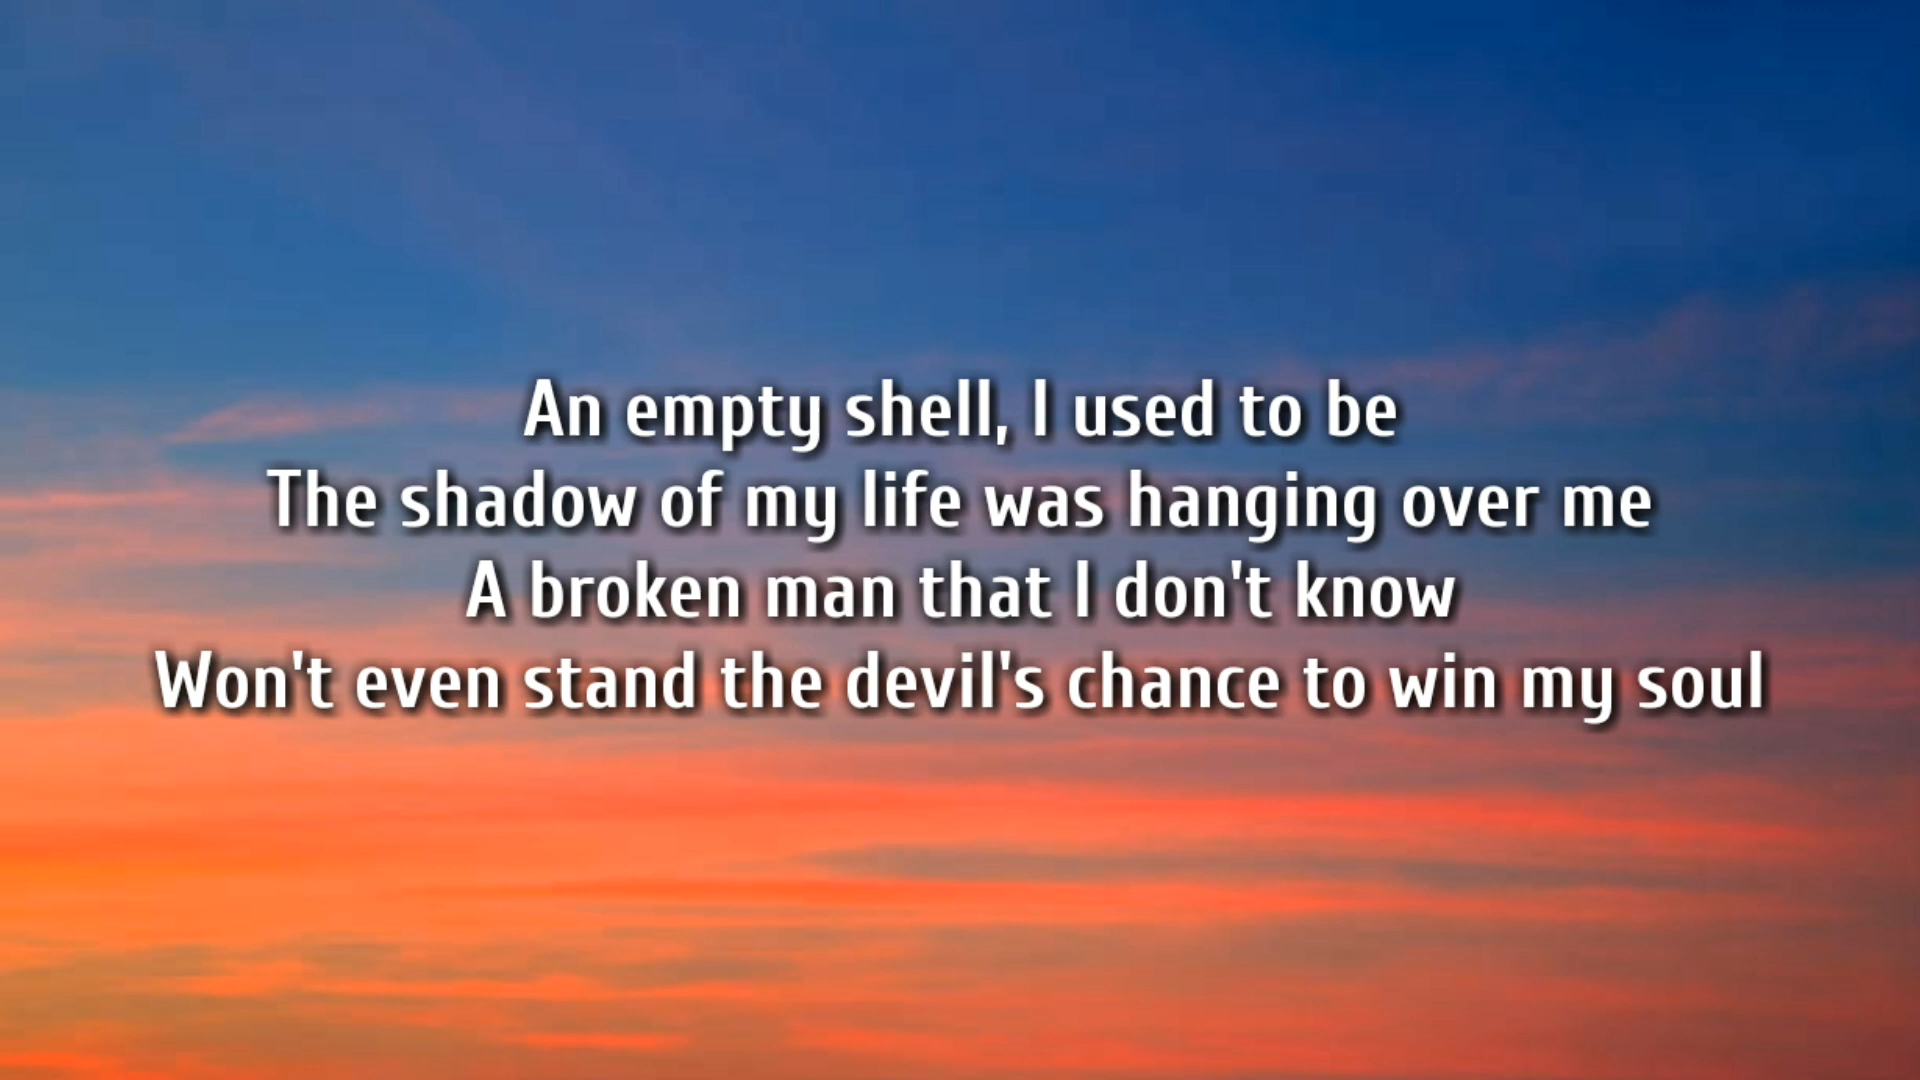 An empty shell, I used to be
The shadow of my life was hanging over me
A broken man that I don't know
Won't even stand the devil's chance to win my soul